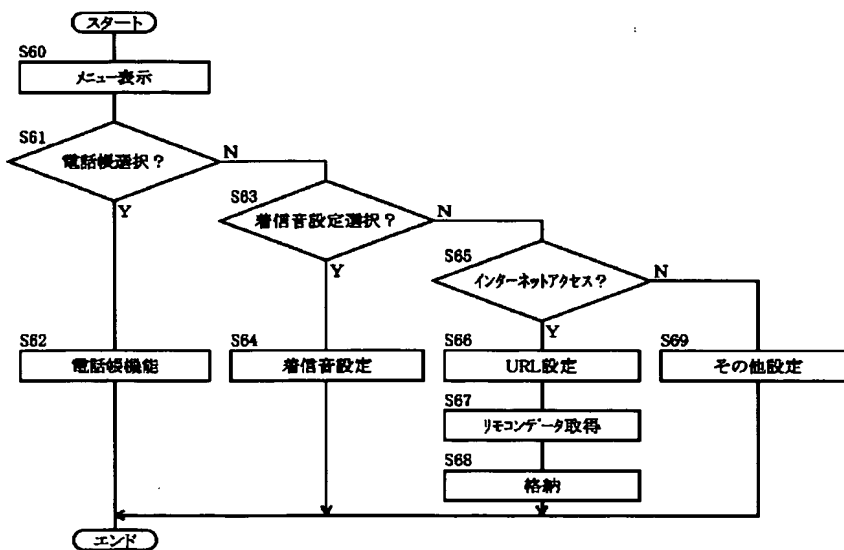 スタート
S60
メニュー表示
S61
電話帳選択？
N
Y
S63
着信音設定選択？
N
Y
S65
インターネットアクセス？
N
Y
S62
電話帳機能
S64
着信音設定
S66
URL設定
S69
その他設定
S67
リモコンデータ取得
S68
格納
エンド